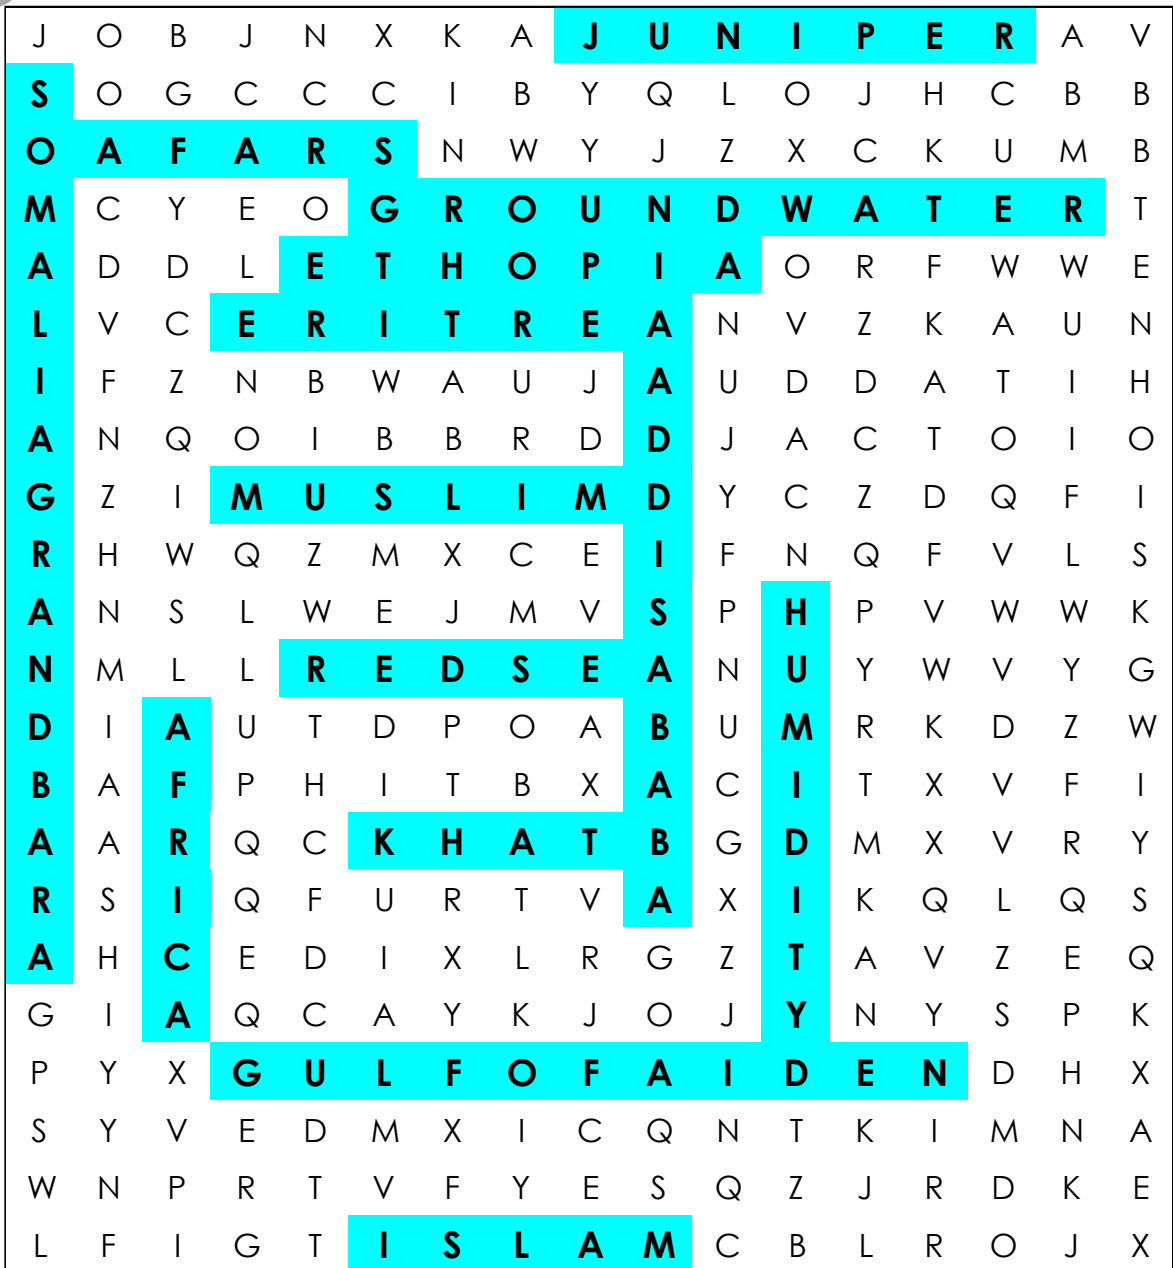 J O B J N X K A J U N I P E R A V
S O G C C C I B Y Q L O J H C B B
O A F A R S N W Y J Z X C K U M B
M C Y E O G R O U N D W A T E R T
A D D L E T H O P I A O R F W W E
L V C E R I T R E A N V Z K A U N
I F Z N B W A U J A U D D A T I H
A N Q O I B B R D D J A C T O I O
G Z I M U S L I M D Y C Z D Q F I
R H W Q Z M X C E I F N Q F V L S
A N S L W E J M V S P H P V W W K
N M L L R E D S E A N U Y W V Y G
D I A U T D P O A B U M R K D Z W
B A F P H I T B X A C I T X V F I
A A R Q C K H A T B G D M X V R Y
R S I Q F U R T V A X I K Q L Q S
A H C E D I X L R G Z T A V Z E Q
G I A Q C A Y K J O J Y N Y S P K
P Y X G U L F O F A I D E N D H X
S Y V E D M X I C Q N T K I M N A
W N P R T V F Y E S Q Z J R D K E
L F I G T I S L A M C B L R O J X